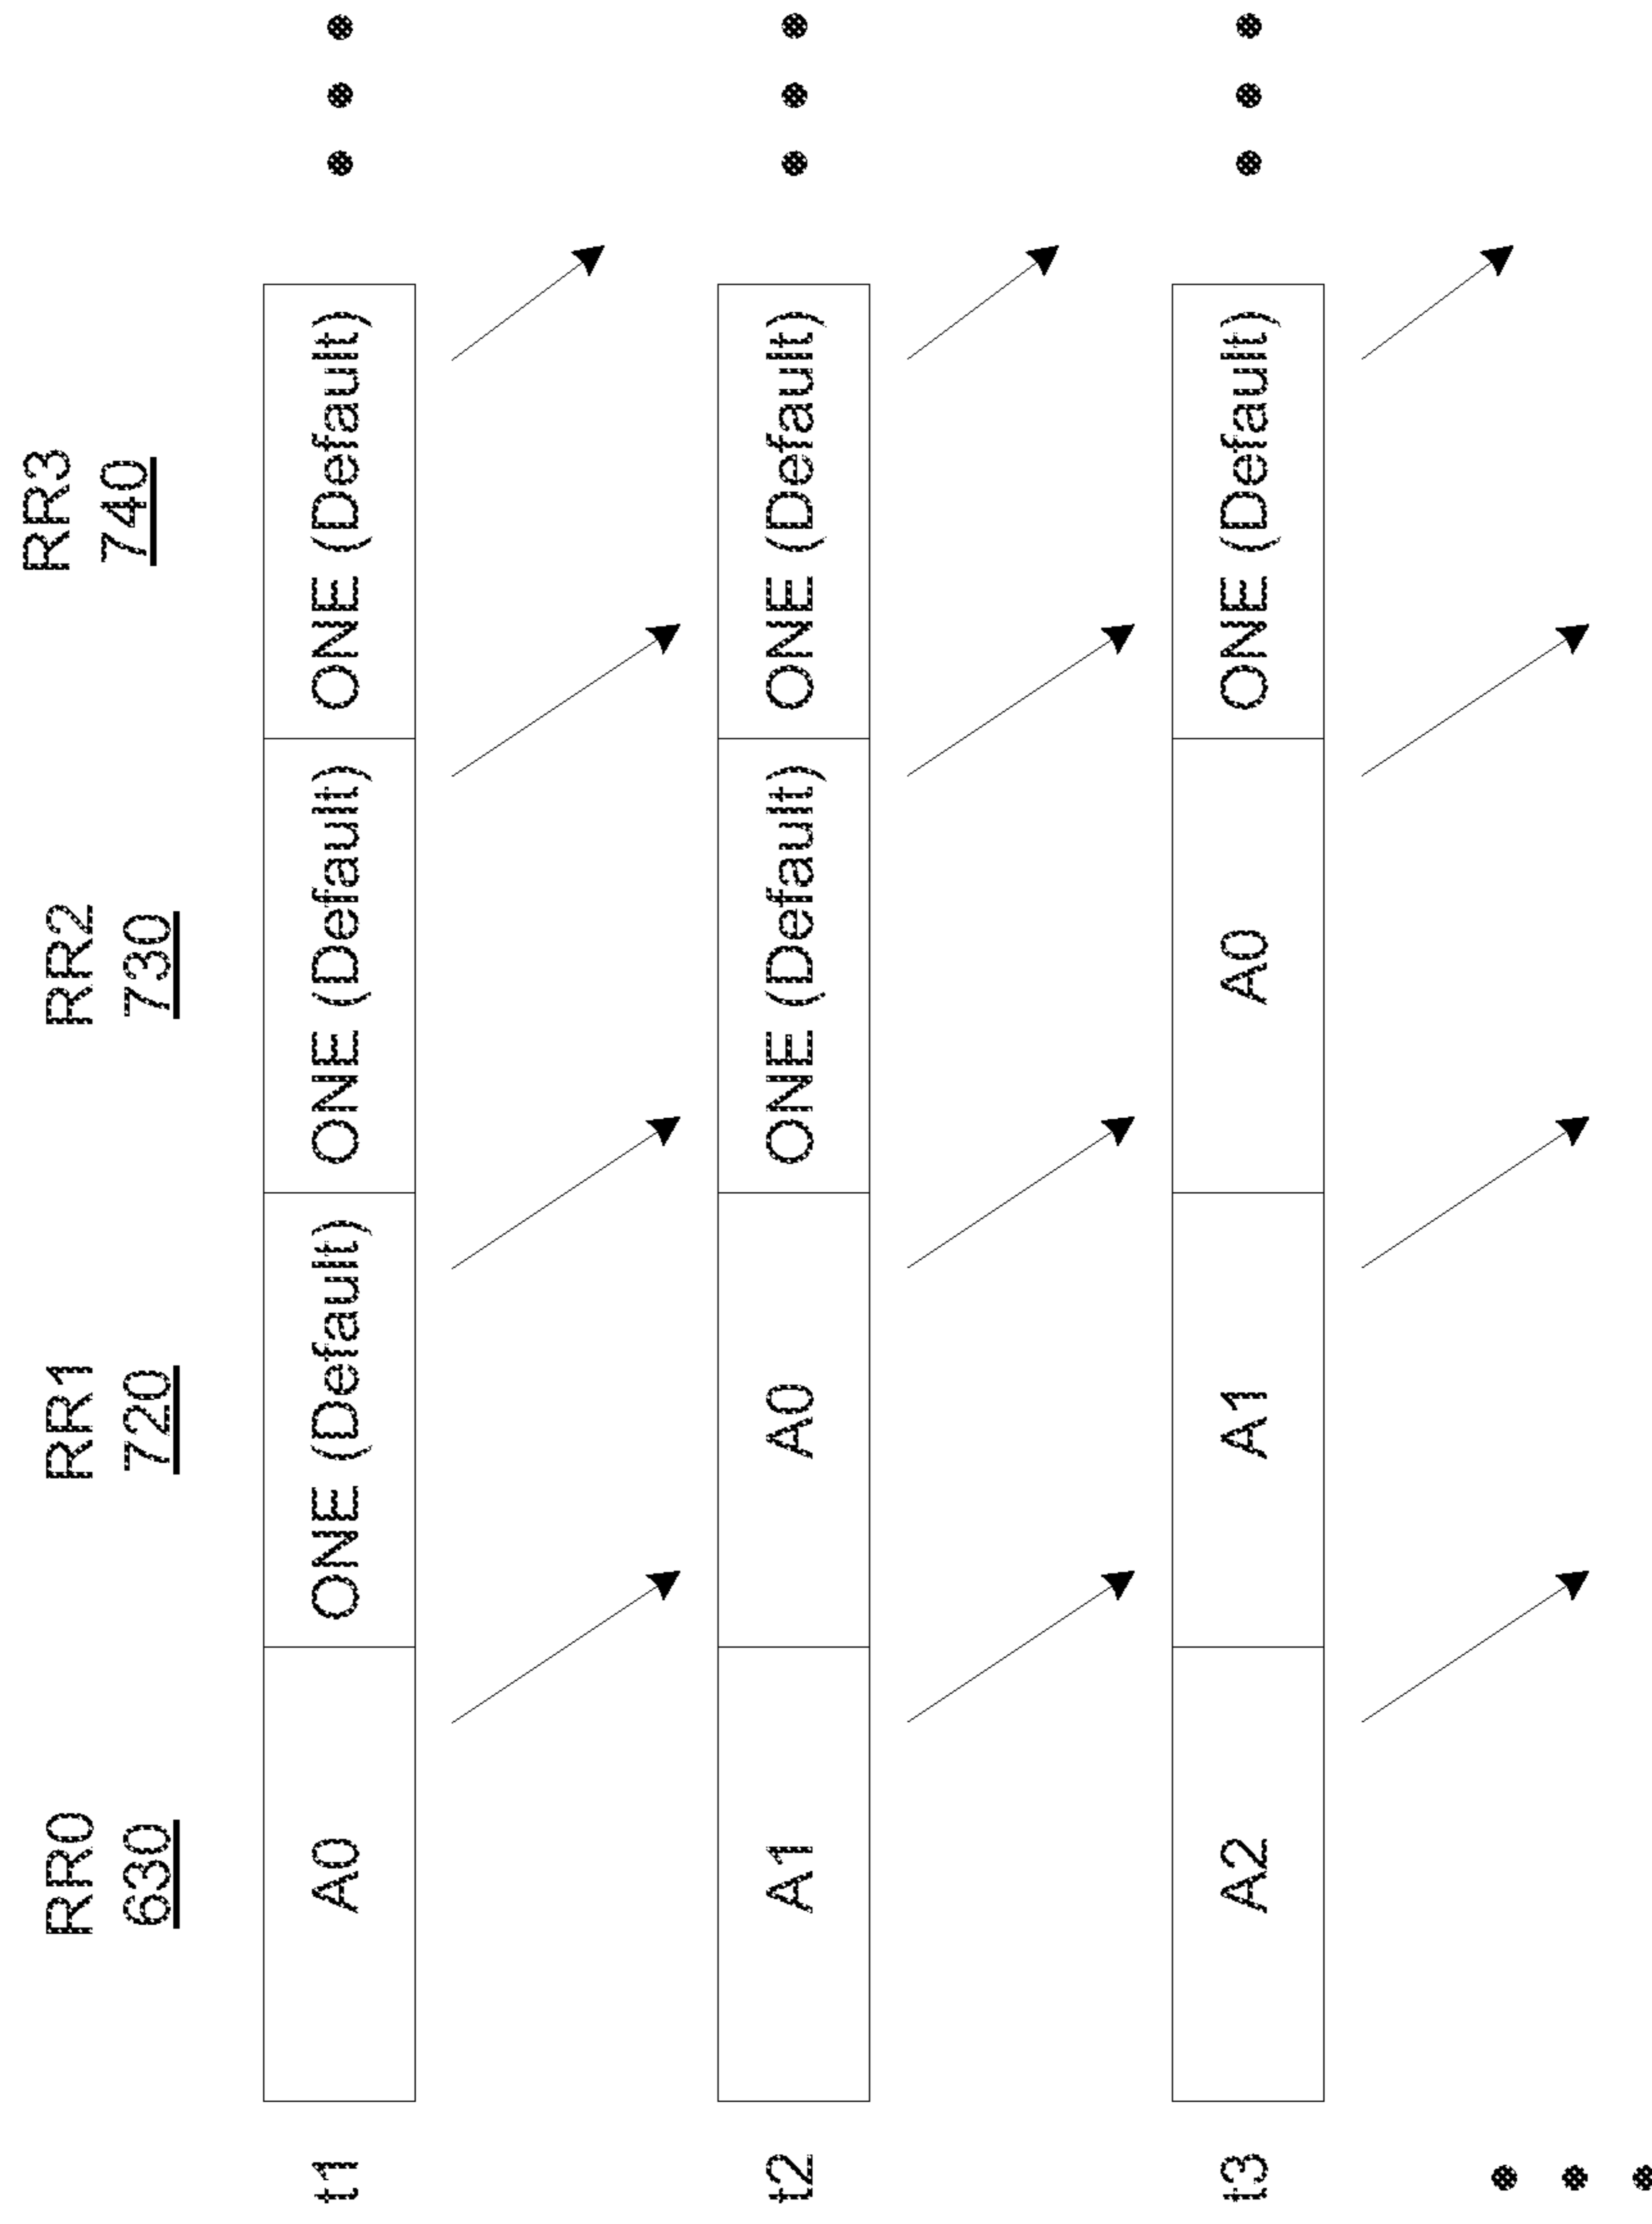 RR0 RR1 RR2 RR3
630 720 730 740
t1 A0 ONE (Default) ONE (Default) ONE (Default)
t2 A1 A0 ONE (Default) ONE (Default)
t3 A2 A1 A0 ONE (Default)